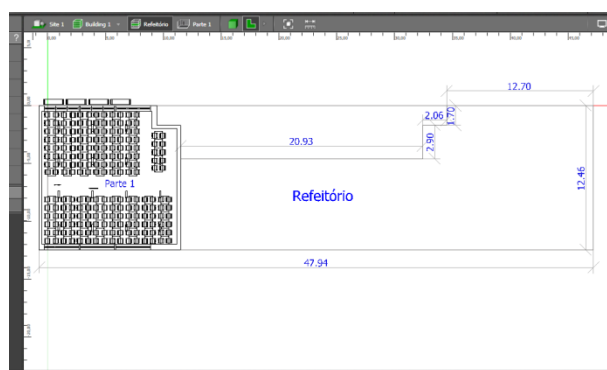 Site 1 Building 1 Refeitório Parte 1
12.70
2.06
1.70
20.93
2.90
Parte 1
Refeitório
12.46
47.94